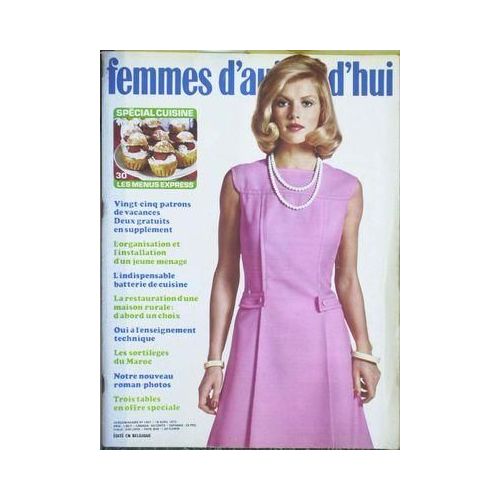 femmes d'au d'hui
SPÉCIAL CUISINE
30
LES MENUS EXPRESS
Vingt-cinq patrons
de vacances
Deux gratuits
en supplément
L'organisation et
l'installation
d'un jeune ménage
L'indispensable
batterie de cuisine
La restauration d'une
maison rurale:
d'abord un choix
Oui à l'enseignement
technique
Les sortilèges
du Maroc
Notre nouveau
roman-photos
Trois tables
en offre spéciale
ÉDITÉ EN BELGIQUE